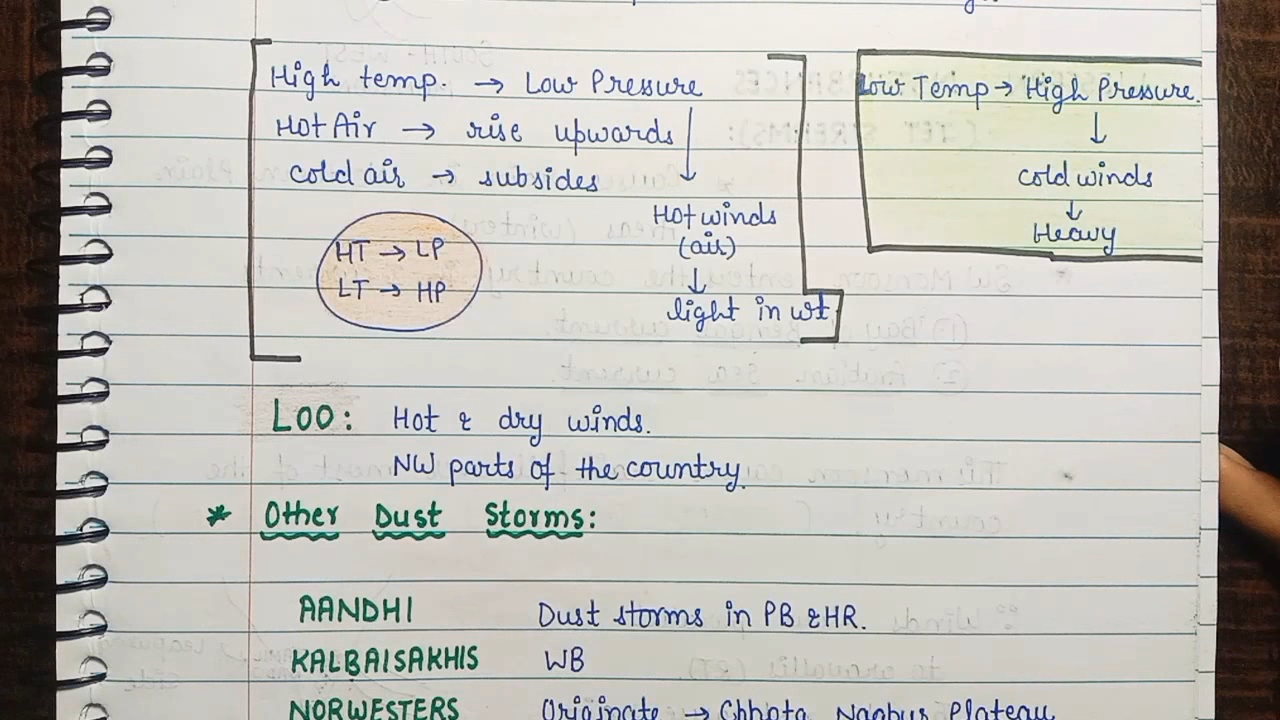 High temp. → Low Pressure
Hot Air → rise upwards
cold air → subsides
Hot winds
(air)
↓
light in wt.
HT → LP
LT → HP
Low Temp → High Pressure.
↓
cold winds
↓
Heavy
LOO: Hot & dry winds.
NW parts of the country.
* Other Dust Storms:
AANDHI Dust storms in PB & HR.
KALBAISAKHIS WB
NORWESTERS Originate → Chhota Nagpur Plateau